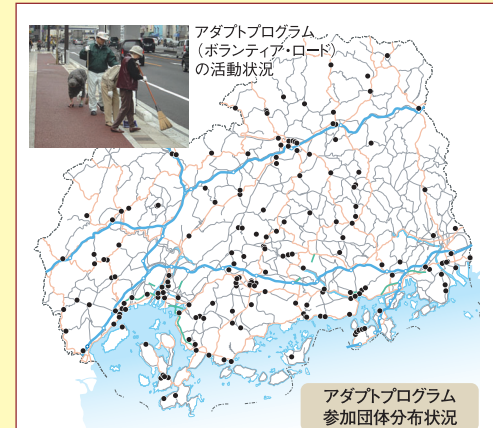 アダプトプログラム
（ボランティア・ロード）
の活動状況
アダプトプログラム
参加団体分布状況